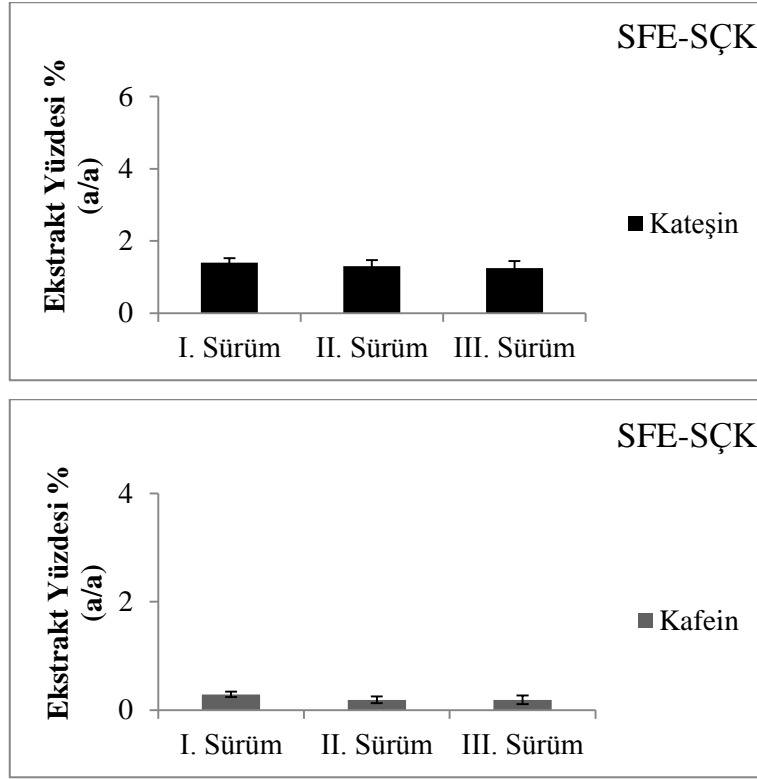 SFE-SÇK
Ekstrakt Yüzdesi %
(a/a)
6
4
2
0
I. Sürüm II. Sürüm III. Sürüm
Kateşin
SFE-SÇK
Ekstrakt Yüzdesi %
(a/a)
4
2
0
I. Sürüm II. Sürüm III. Sürüm
Kafein